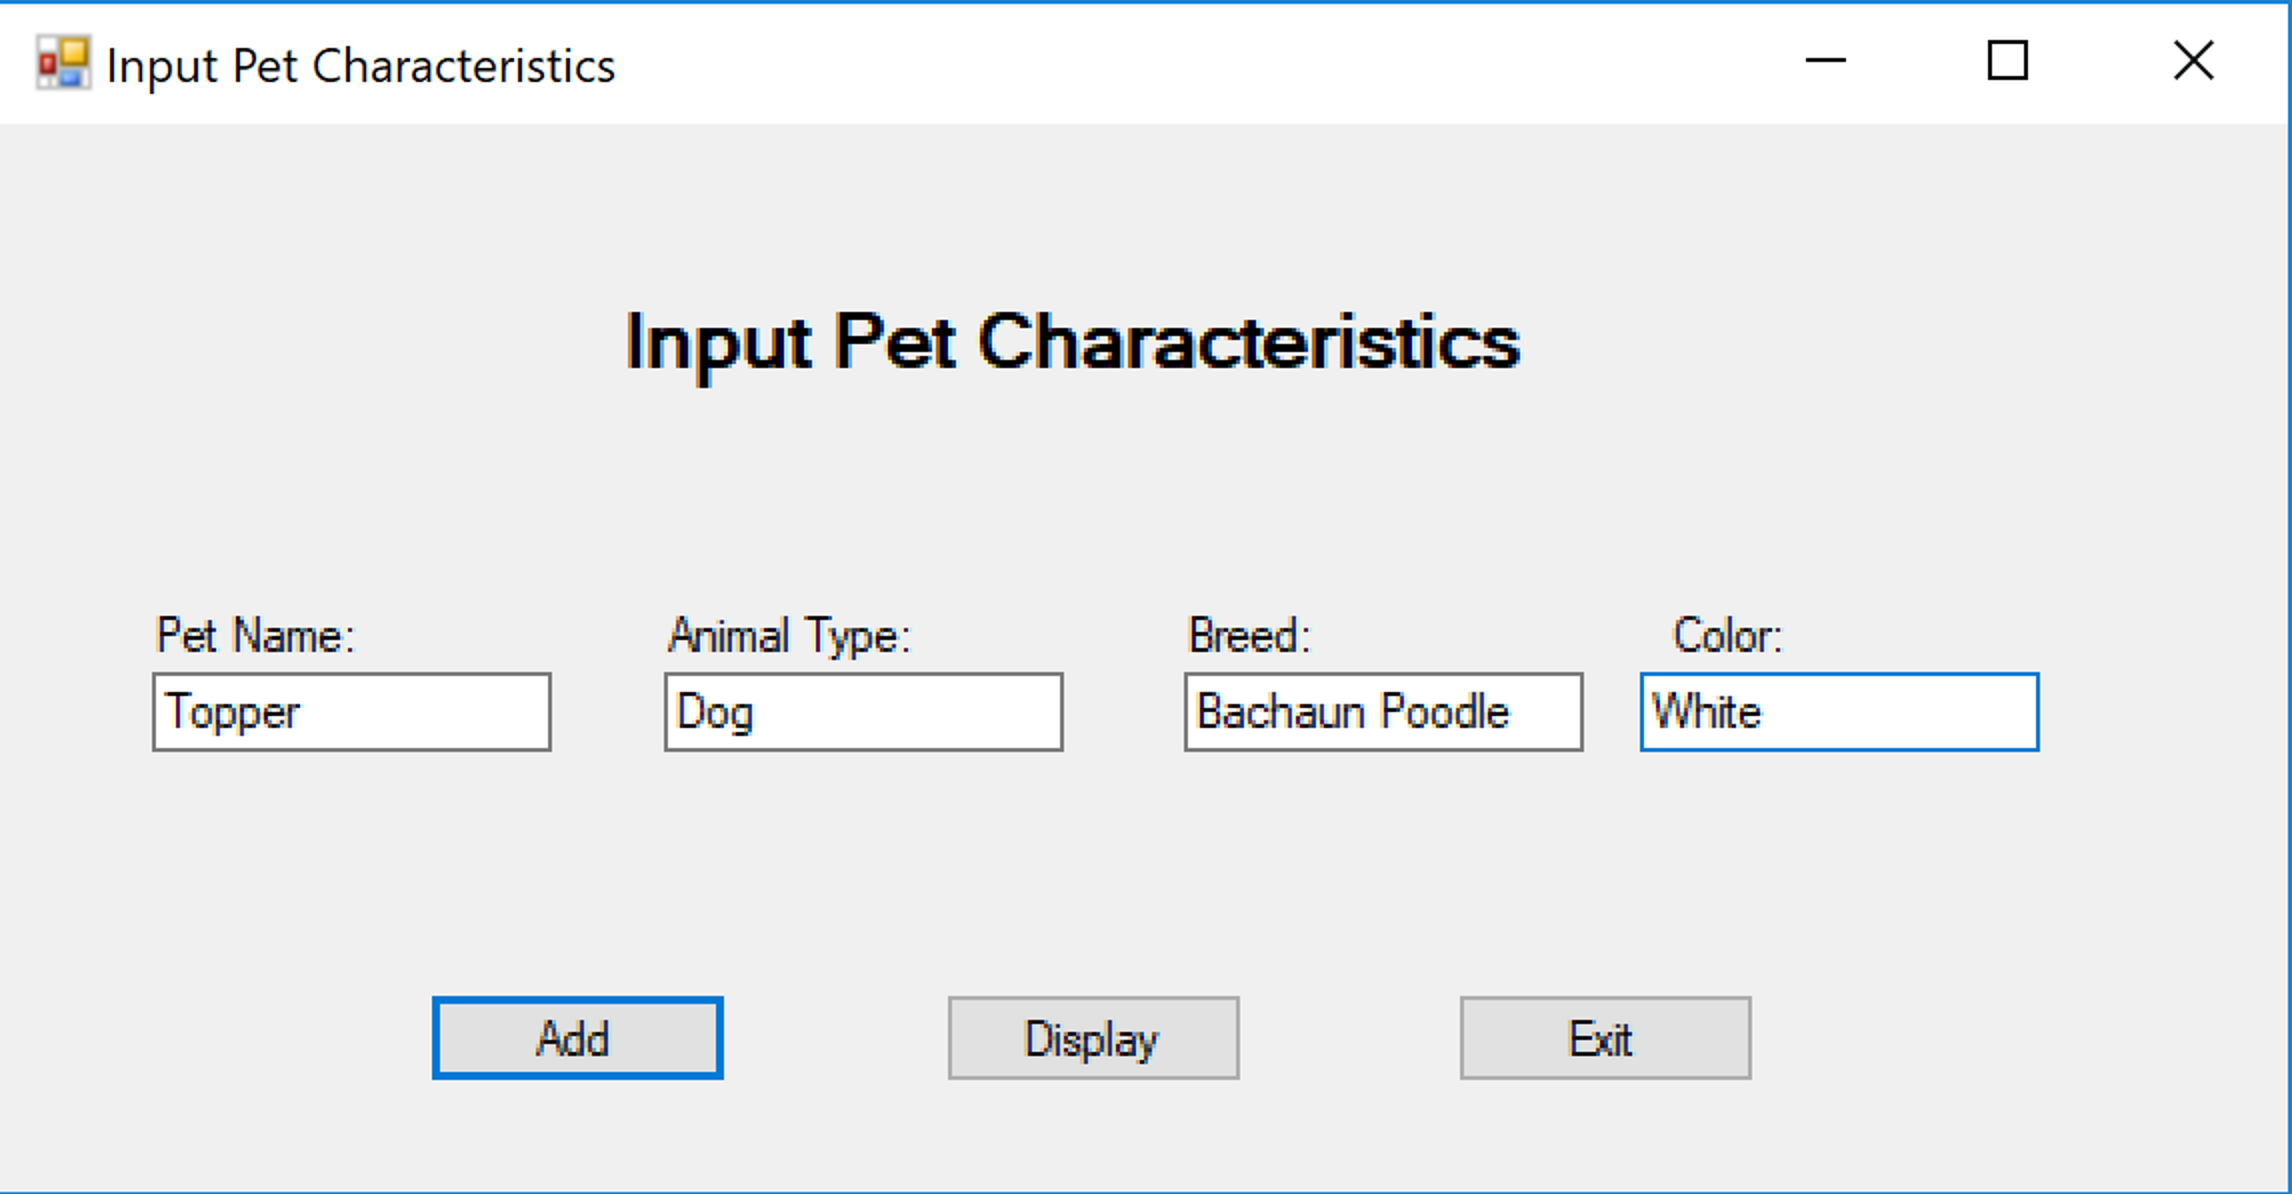 Input Pet Characteristics
Input Pet Characteristics
Pet Name: Animal Type: Breed: Color:
Topper Dog Bachaun Poodle White
Add Display Exit